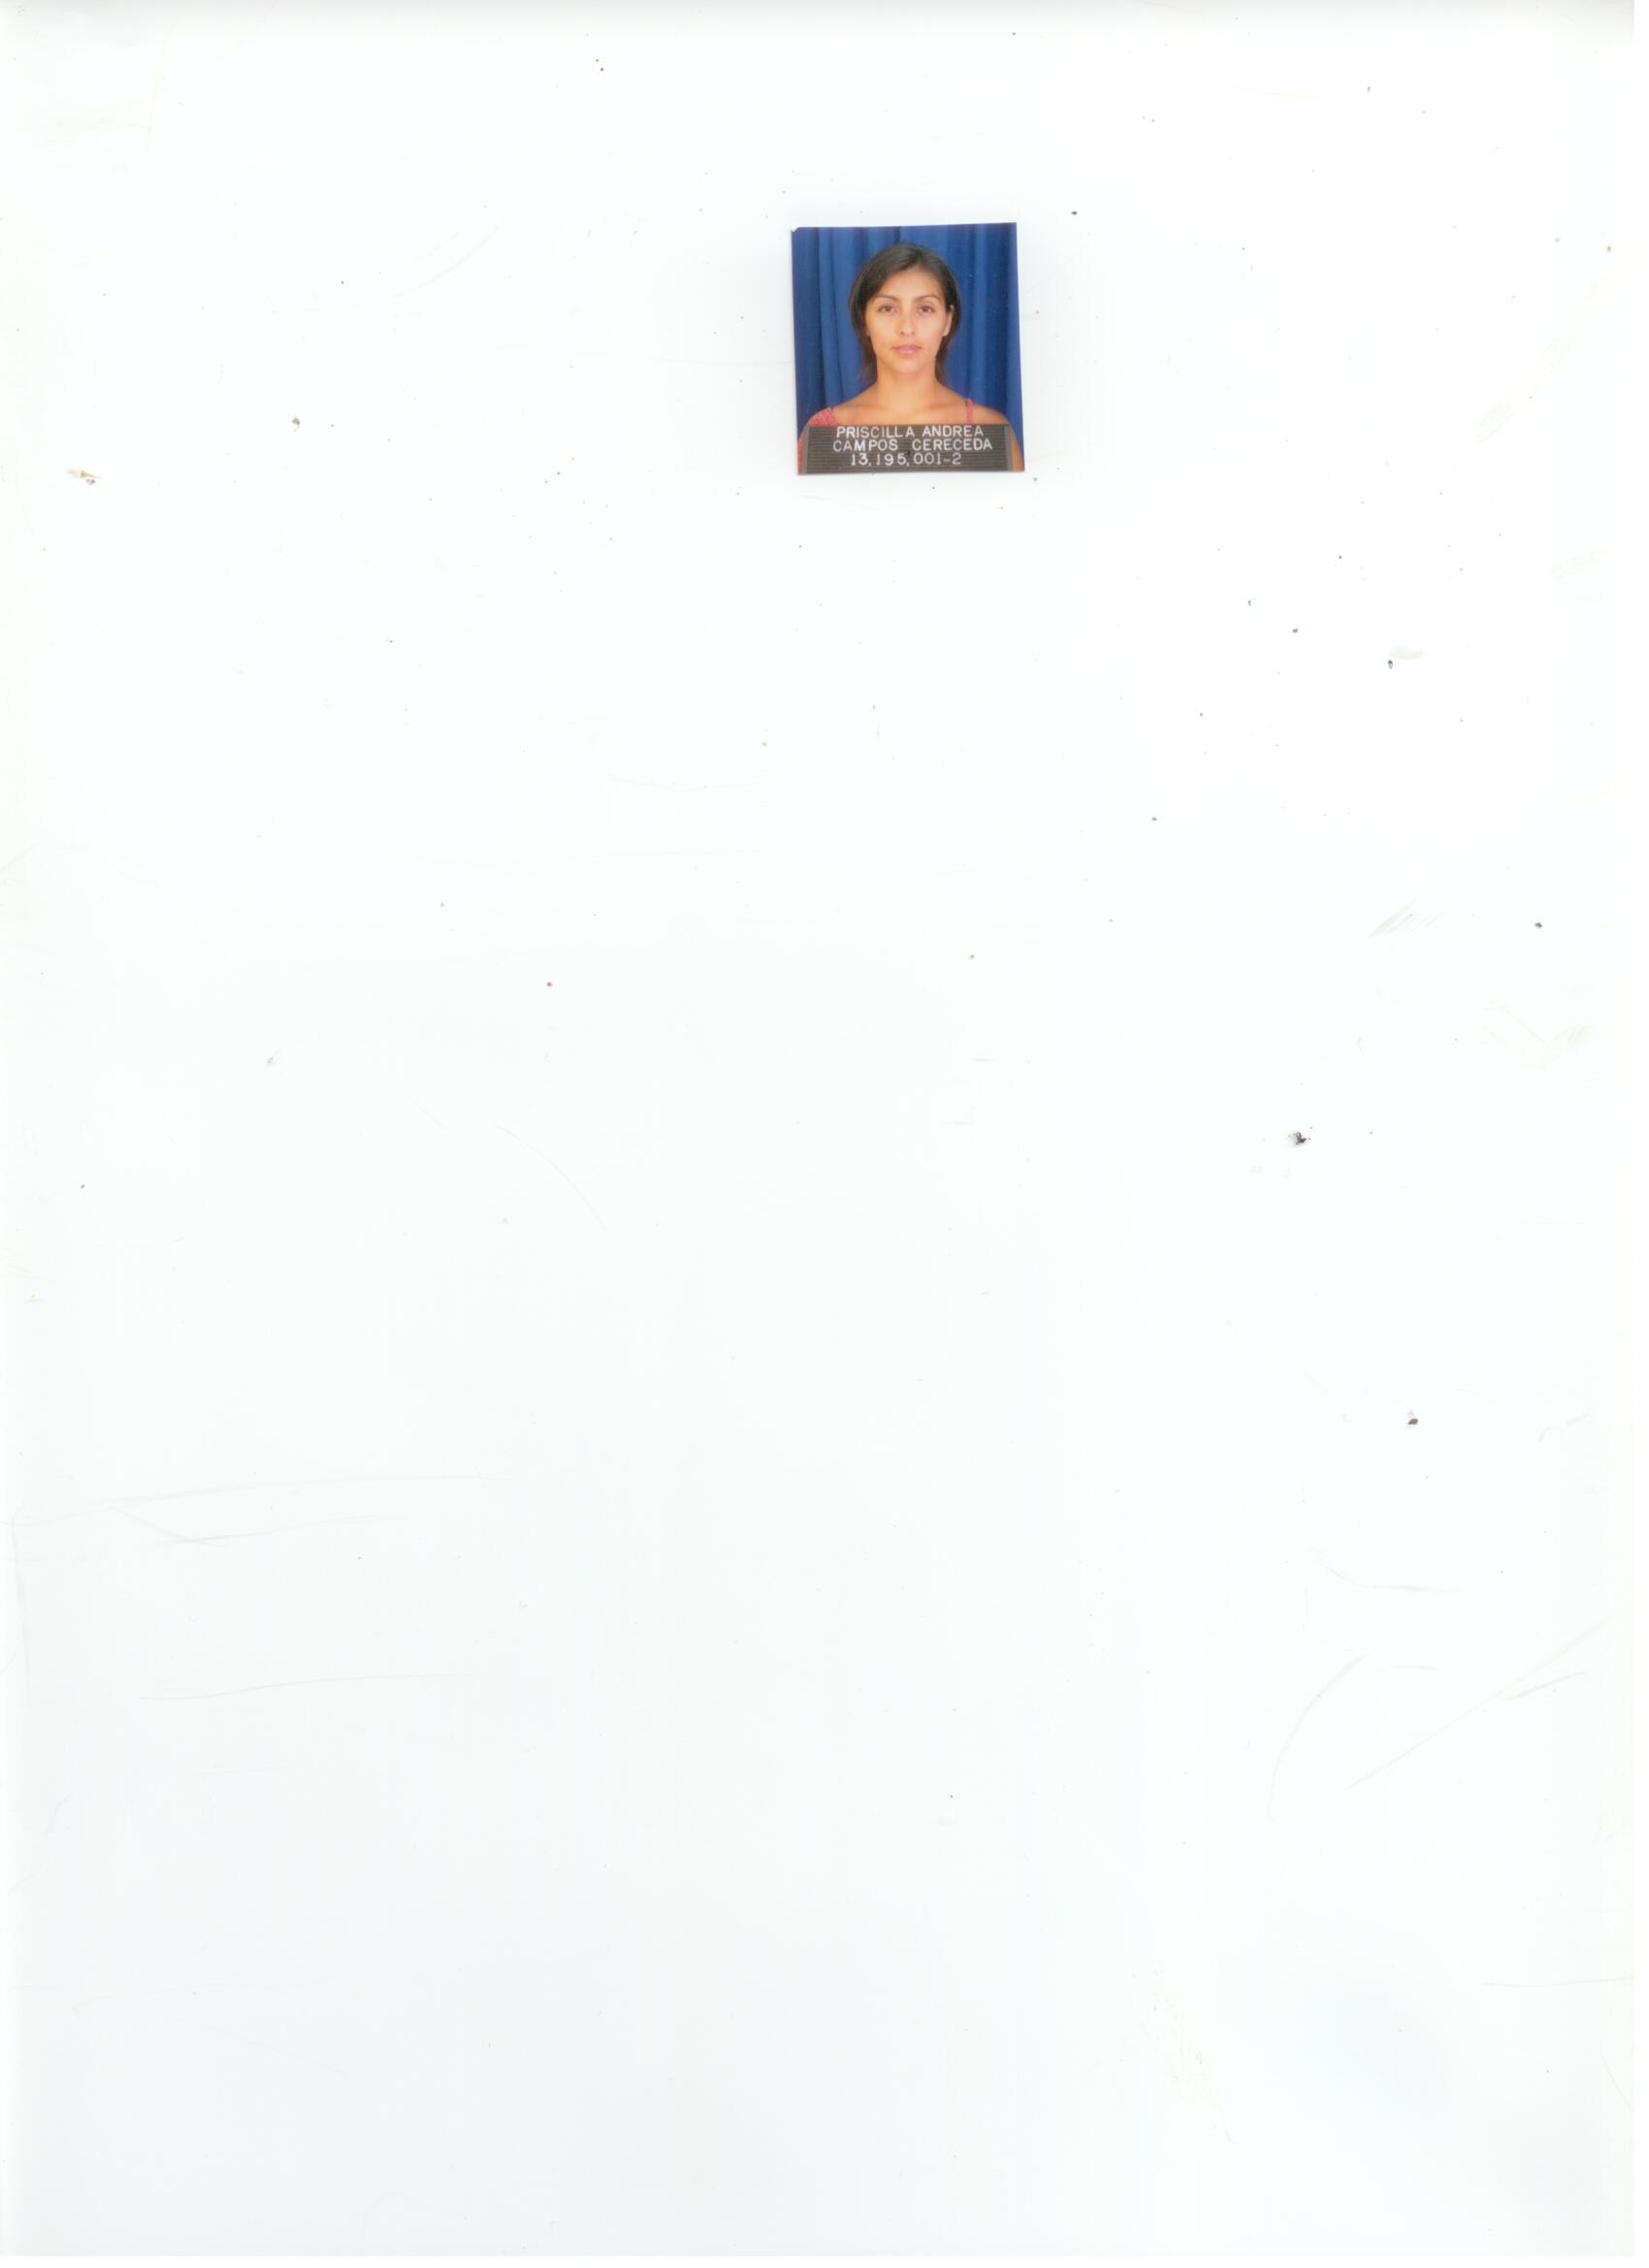 PRISCILLA ANDREA
CAMPOS CERECEDA
13,195,001-2